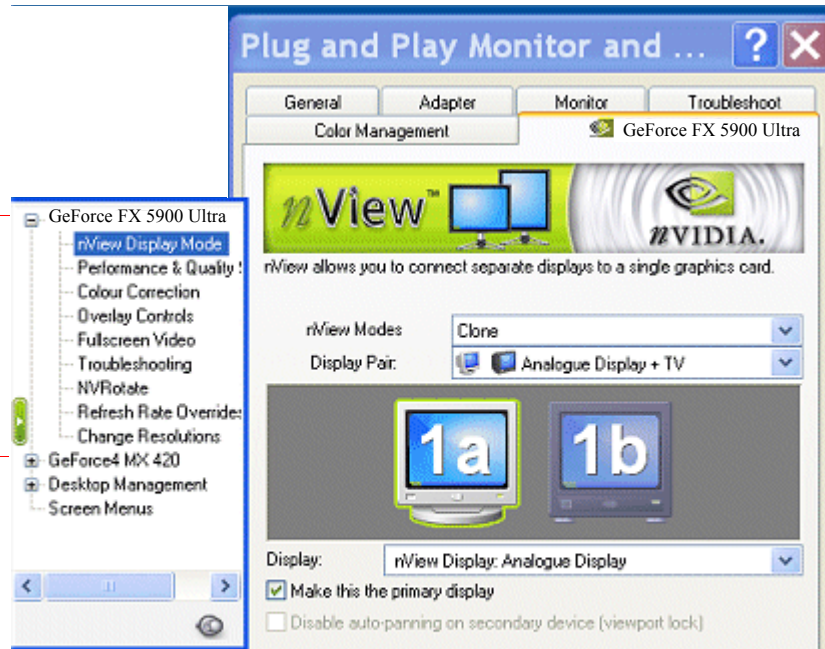 Plug and Play Monitor and ...
General Adapter Monitor Troubleshoot
Color Management GeForce FX 5900 Ultra
nView™ nVIDIA.
nView allows you to connect separate displays to a single graphics card.
nView Modes Clone
Display Pair: Analogue Display + TV
1a 1b
Display: nView Display: Analogue Display
Make this the primary display
Disable auto-panning on secondary device (viewport lock)
GeForce FX 5900 Ultra
nView Display Mode
Performance & Quality
Colour Correction
Overlay Controls
Fullscreen Video
Troubleshooting
NVRotate
Refresh Rate Overrides
Change Resolutions
GeForce4 MX 420
Desktop Management
Screen Menus